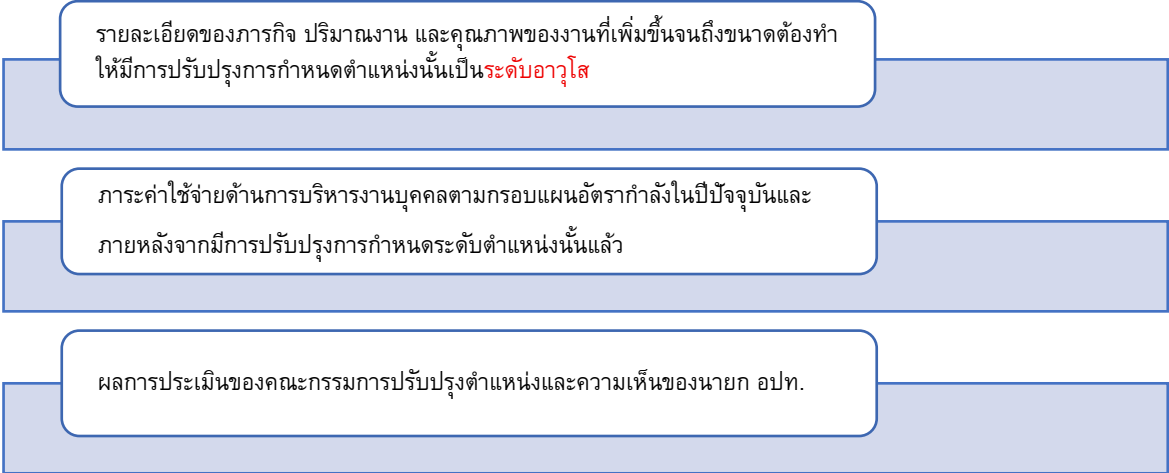 รายละเอียดของภารกิจ ปริมาณงาน และคุณภาพของงานที่เพิ่มขึ้นจนถึงขนาดต้องทำ
ให้มีการปรับปรุงการกำหนดตำแหน่งนั้นเป็นระดับอาวุโส
ภาระค่าใช้จ่ายด้านการบริหารงานบุคคลตามกรอบแผนอัตรากำลังในปีปัจจุบันและ
ภายหลังจากมีการปรับปรุงการกำหนดระดับตำแหน่งนั้นแล้ว
ผลการประเมินของคณะกรรมการปรับปรุงตำแหน่งและความเห็นของนายก อปท.